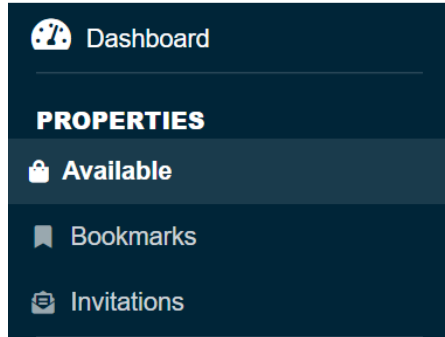 Dashboard
PROPERTIES
Available
Bookmarks
Invitations